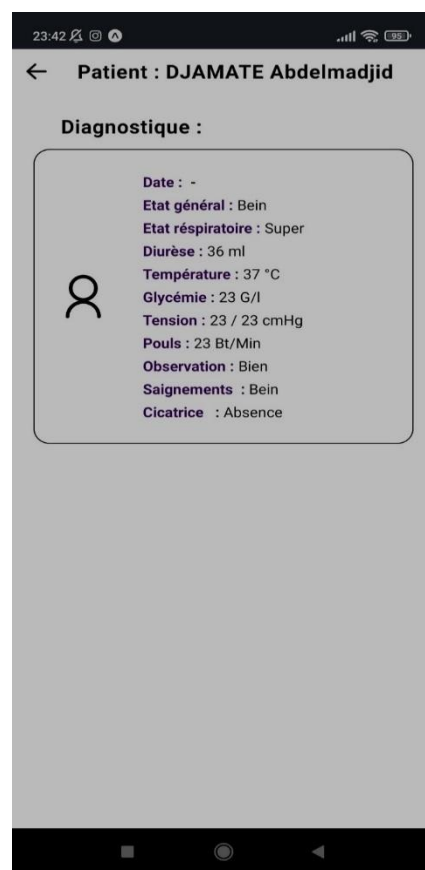 23:42 95
Patient : DJAMATE Abdelmadjid
Diagnostique :
Date : -
Etat général : Bein
Etat réspiratoire : Super
Diurèse : 36 ml
Température : 37 °C
Glycémie : 23 G/l
Tension : 23 / 23 cmHg
Pouls : 23 Bt/Min
Observation : Bien
Saignements : Bein
Cicatrice : Absence